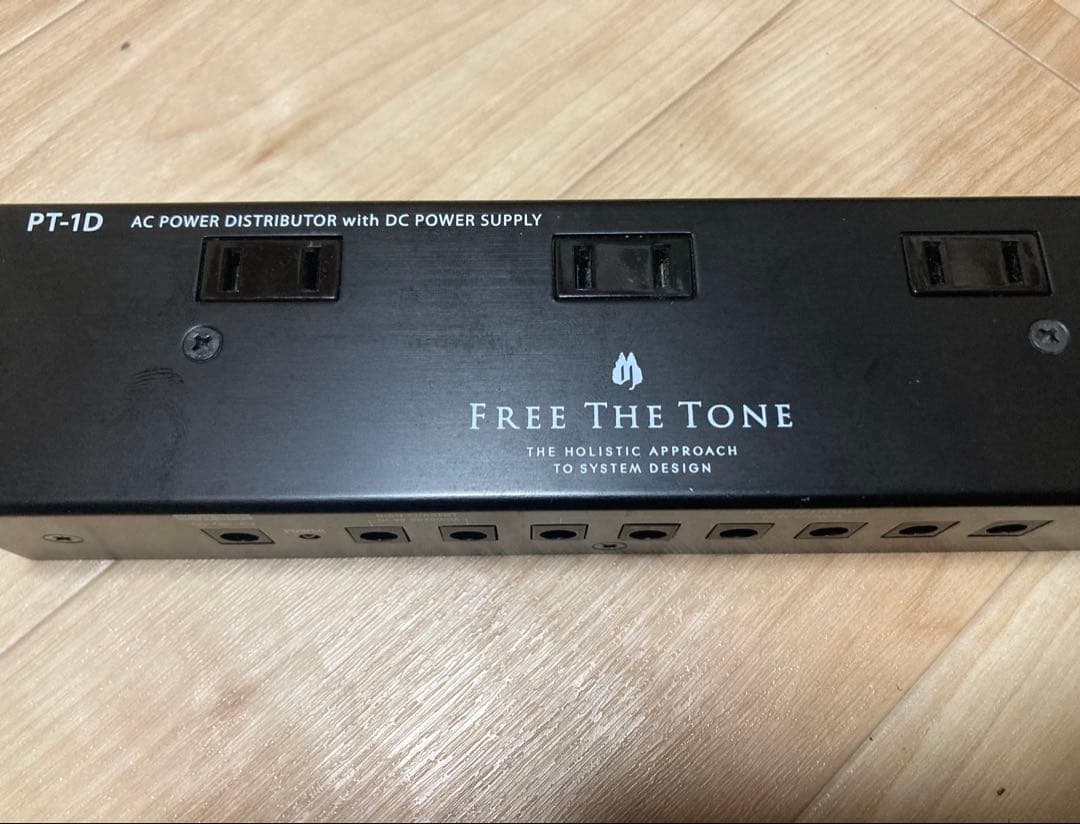 PT-1D AC POWER DISTRIBUTOR with DC POWER SUPPLY
FREE THE TONE
THE HOLISTIC APPROACH
TO SYSTEM DESIGN